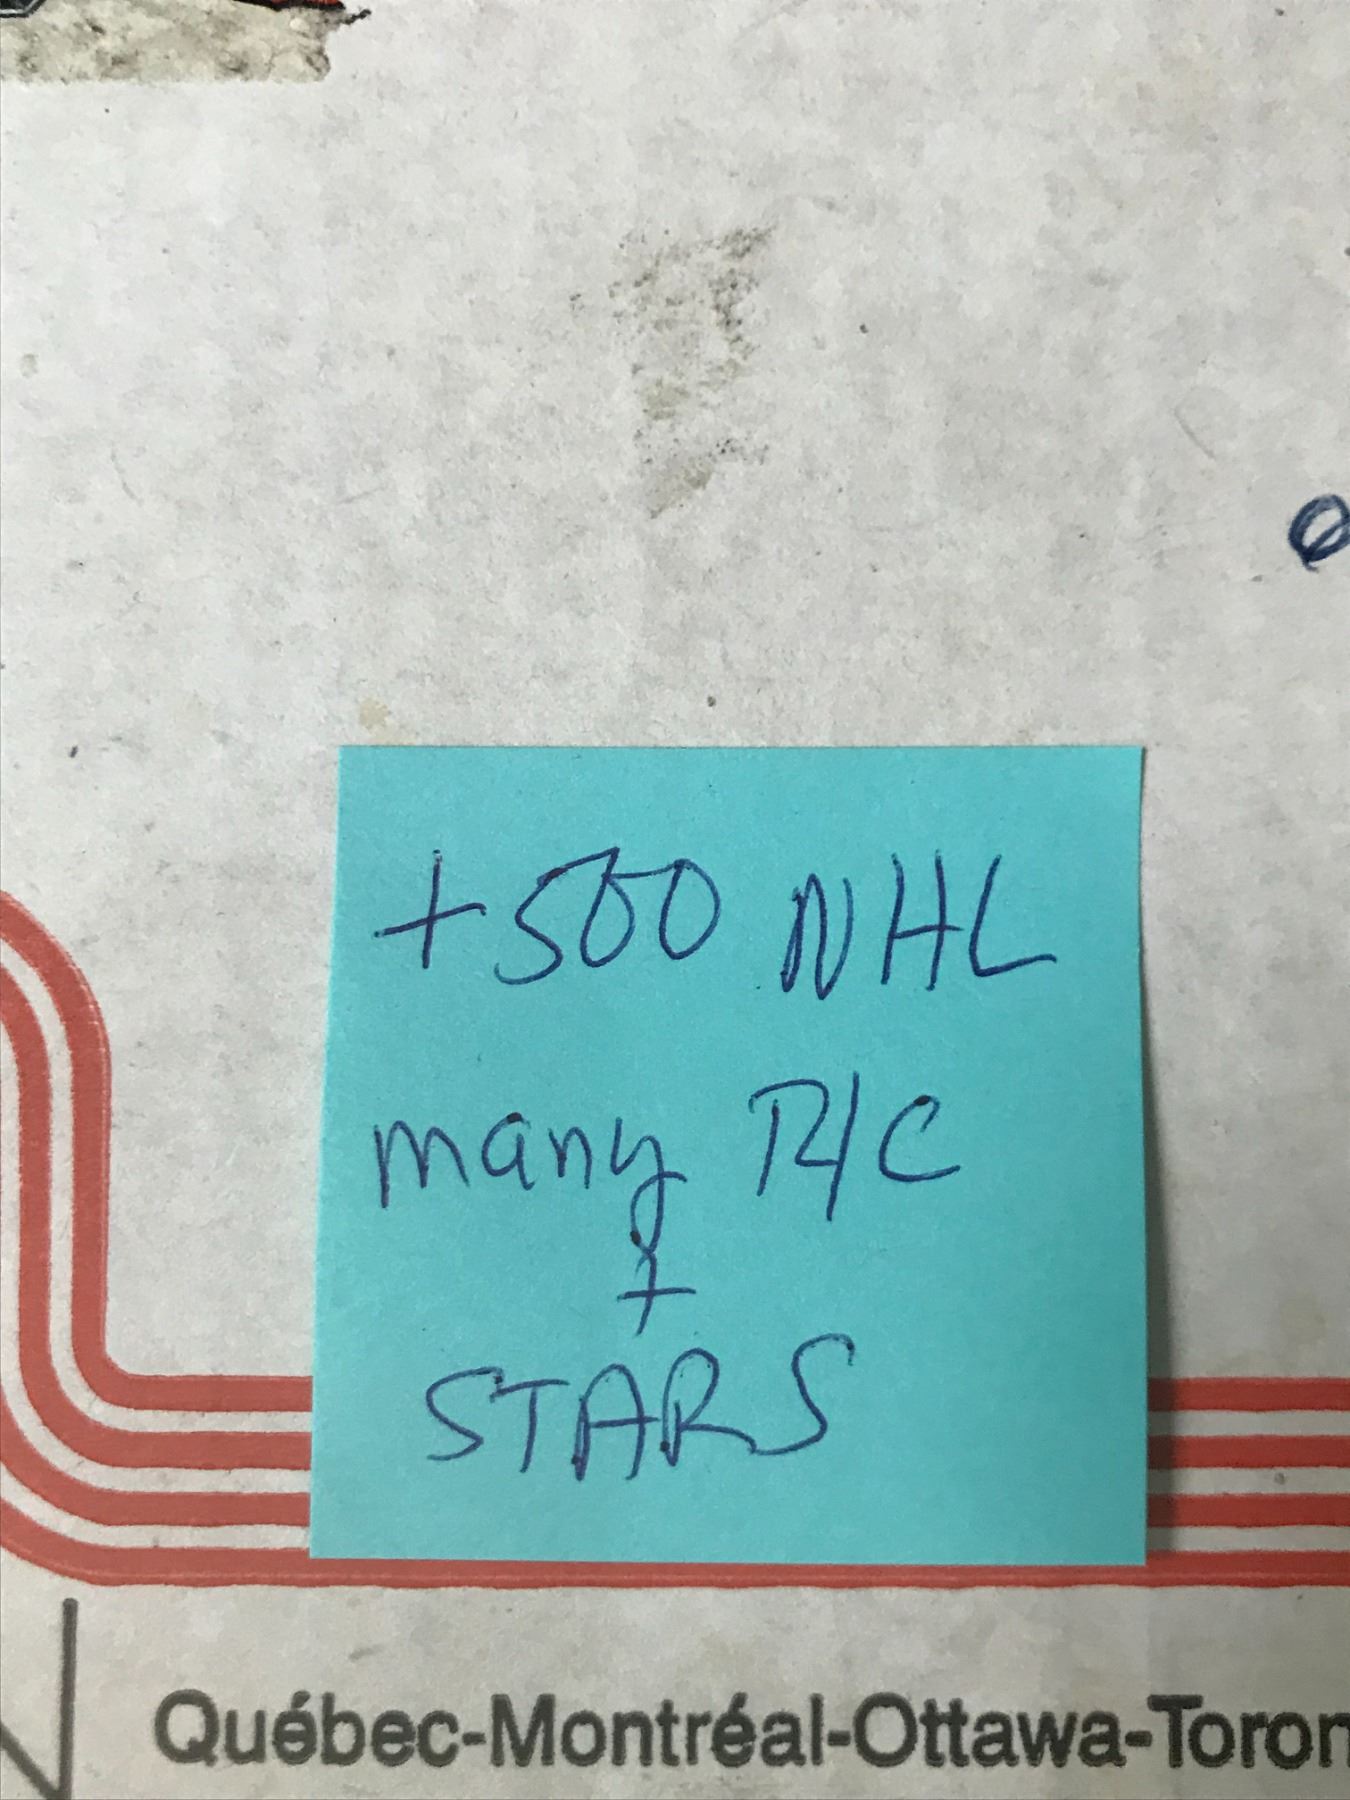 +500 NHL
many R/C
+
STARS
Québec-Montréal-Ottawa-Toron